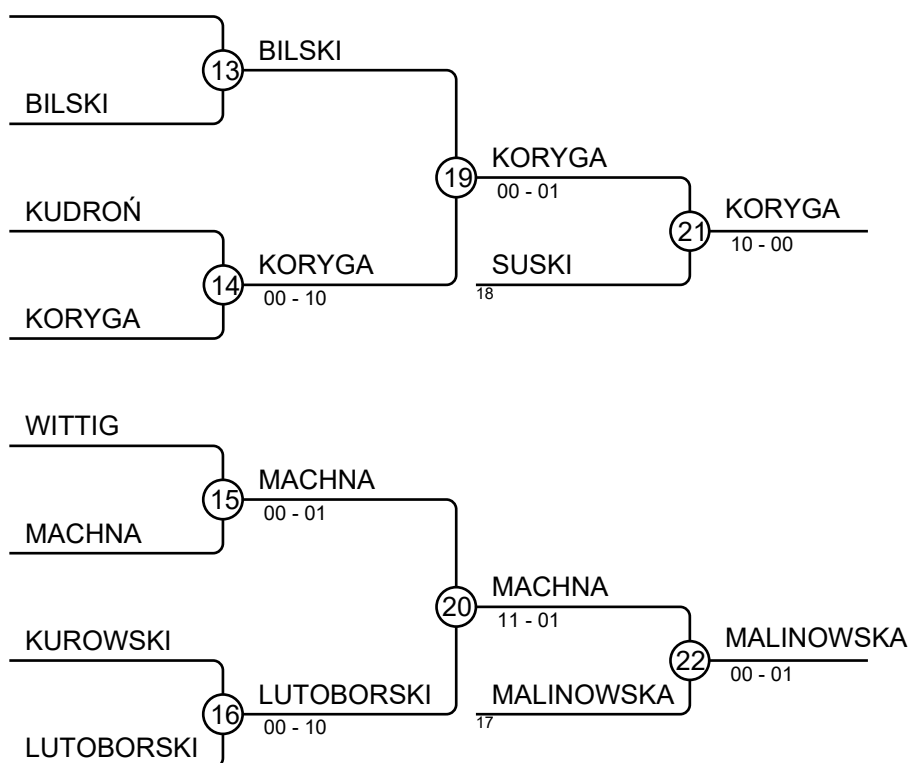 BILSKI
13
BILSKI
KORYGA
19
00 - 01
KUDROŃ
KORYGA
21
10 - 00
KORYGA
14
00 - 10
SUSKI
18
KORYGA
WITTIG
MACHNA
15
00 - 01
MACHNA
MACHNA
20
11 - 01
KUROWSKI
MALINOWSKA
22
00 - 01
LUTOBORSKI
16
00 - 10
MALINOWSKA
17
LUTOBORSKI